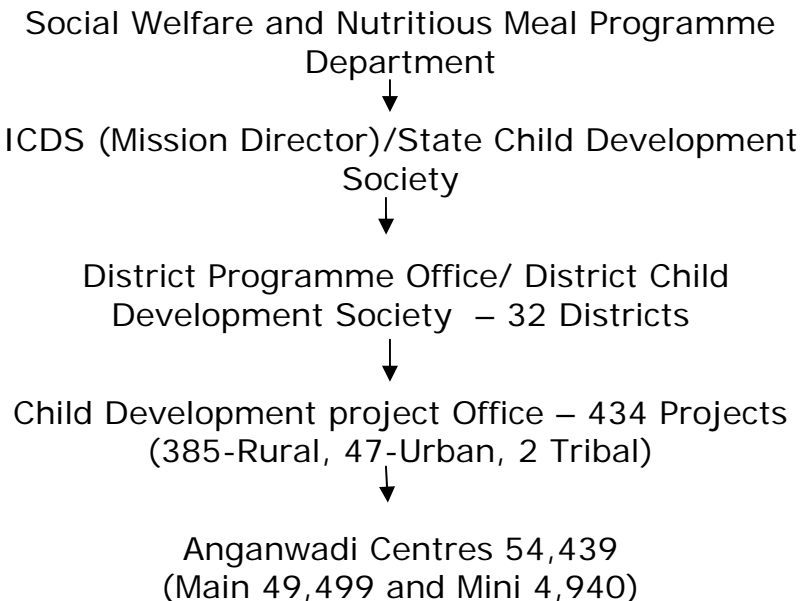 Social Welfare and Nutritious Meal Programme
Department
ICDS (Mission Director)/State Child Development
Society
District Programme Office/ District Child
Development Society – 32 Districts
Child Development project Office – 434 Projects
(385-Rural, 47-Urban, 2 Tribal)
Anganwadi Centres 54,439
(Main 49,499 and Mini 4,940)